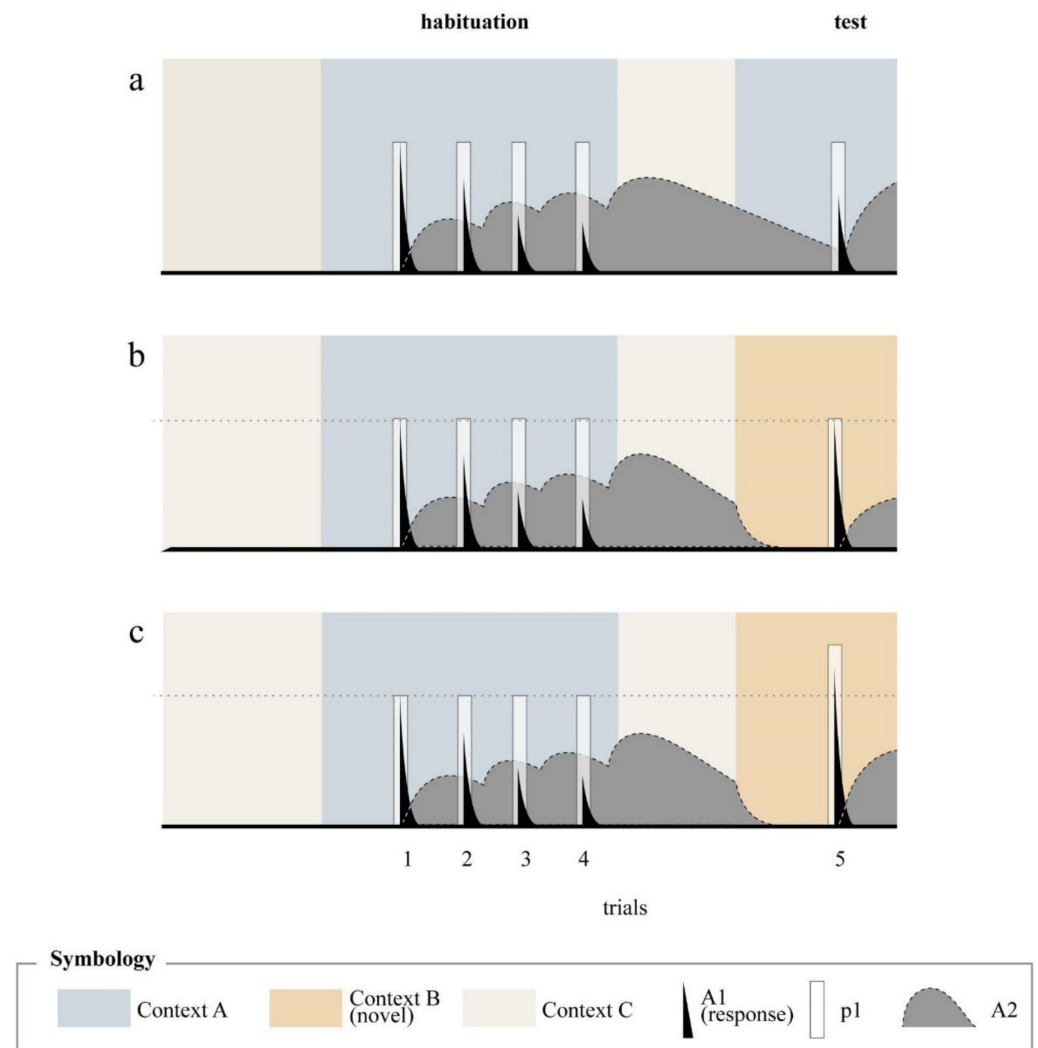 habituation test
a
b
c
1 2 3 4 5
trials
Symbology
Context A
Context B
(novel)
Context C
A1
(response)
p1
A2